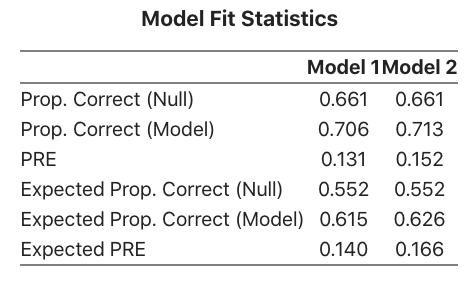 Model Fit Statistics
Model 1 Model 2
Prop. Correct (Null) 0.661 0.661
Prop. Correct (Model) 0.706 0.713
PRE 0.131 0.152
Expected Prop. Correct (Null) 0.552 0.552
Expected Prop. Correct (Model) 0.615 0.626
Expected PRE 0.140 0.166